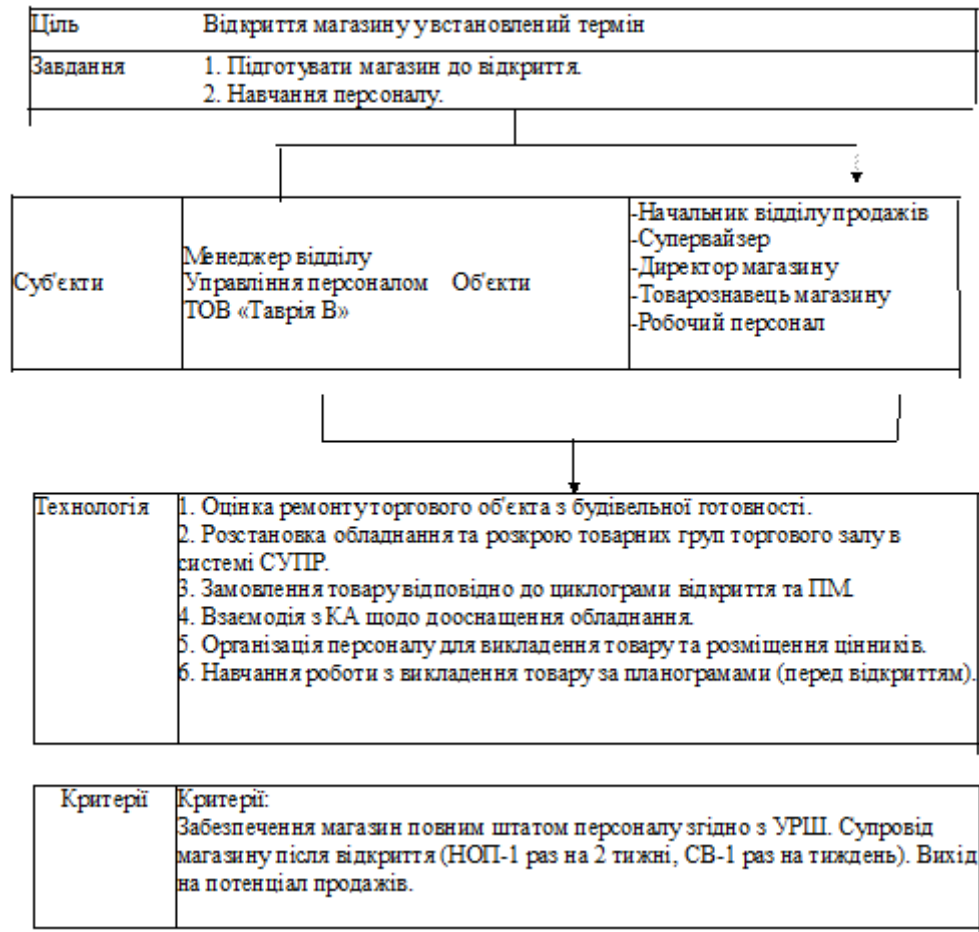 Ціль Відкриття магазину у встановлений термін
Завдання 1. Підготувати магазин до відкриття.
2. Навчання персоналу.
Суб'єкти
Менеджер відділу
Управління персоналом
ТОВ «Таврія В»
Об'єкти
-Начальник відділу продажів
-Супервайзер
-Директор магазину
-Товарознавець магазину
-Робочий персонал
Технологія 1. Оцінка ремонту торгового об'єкта з будівельної готовності.
2. Розстановка обладнання та розкрою товарних груп торгового залу в
системі СУПР.
3. Замовлення товару відповідно до циклограми відкриття та ПМ.
4. Взаємодія з КА щодо дооснащення обладнання.
5. Організація персоналу для викладення товару та розміщення цінників.
6. Навчання роботи з викладення товару за планограмами (перед відкриттям).
Критерії Критерії:
Забезпечення магазин повним штатом персоналу згідно з УРШ. Супровід
магазину після відкриття (НОП-1 раз на 2 тижні, СВ-1 раз на тиждень). Вихід
на потенціал продажів.